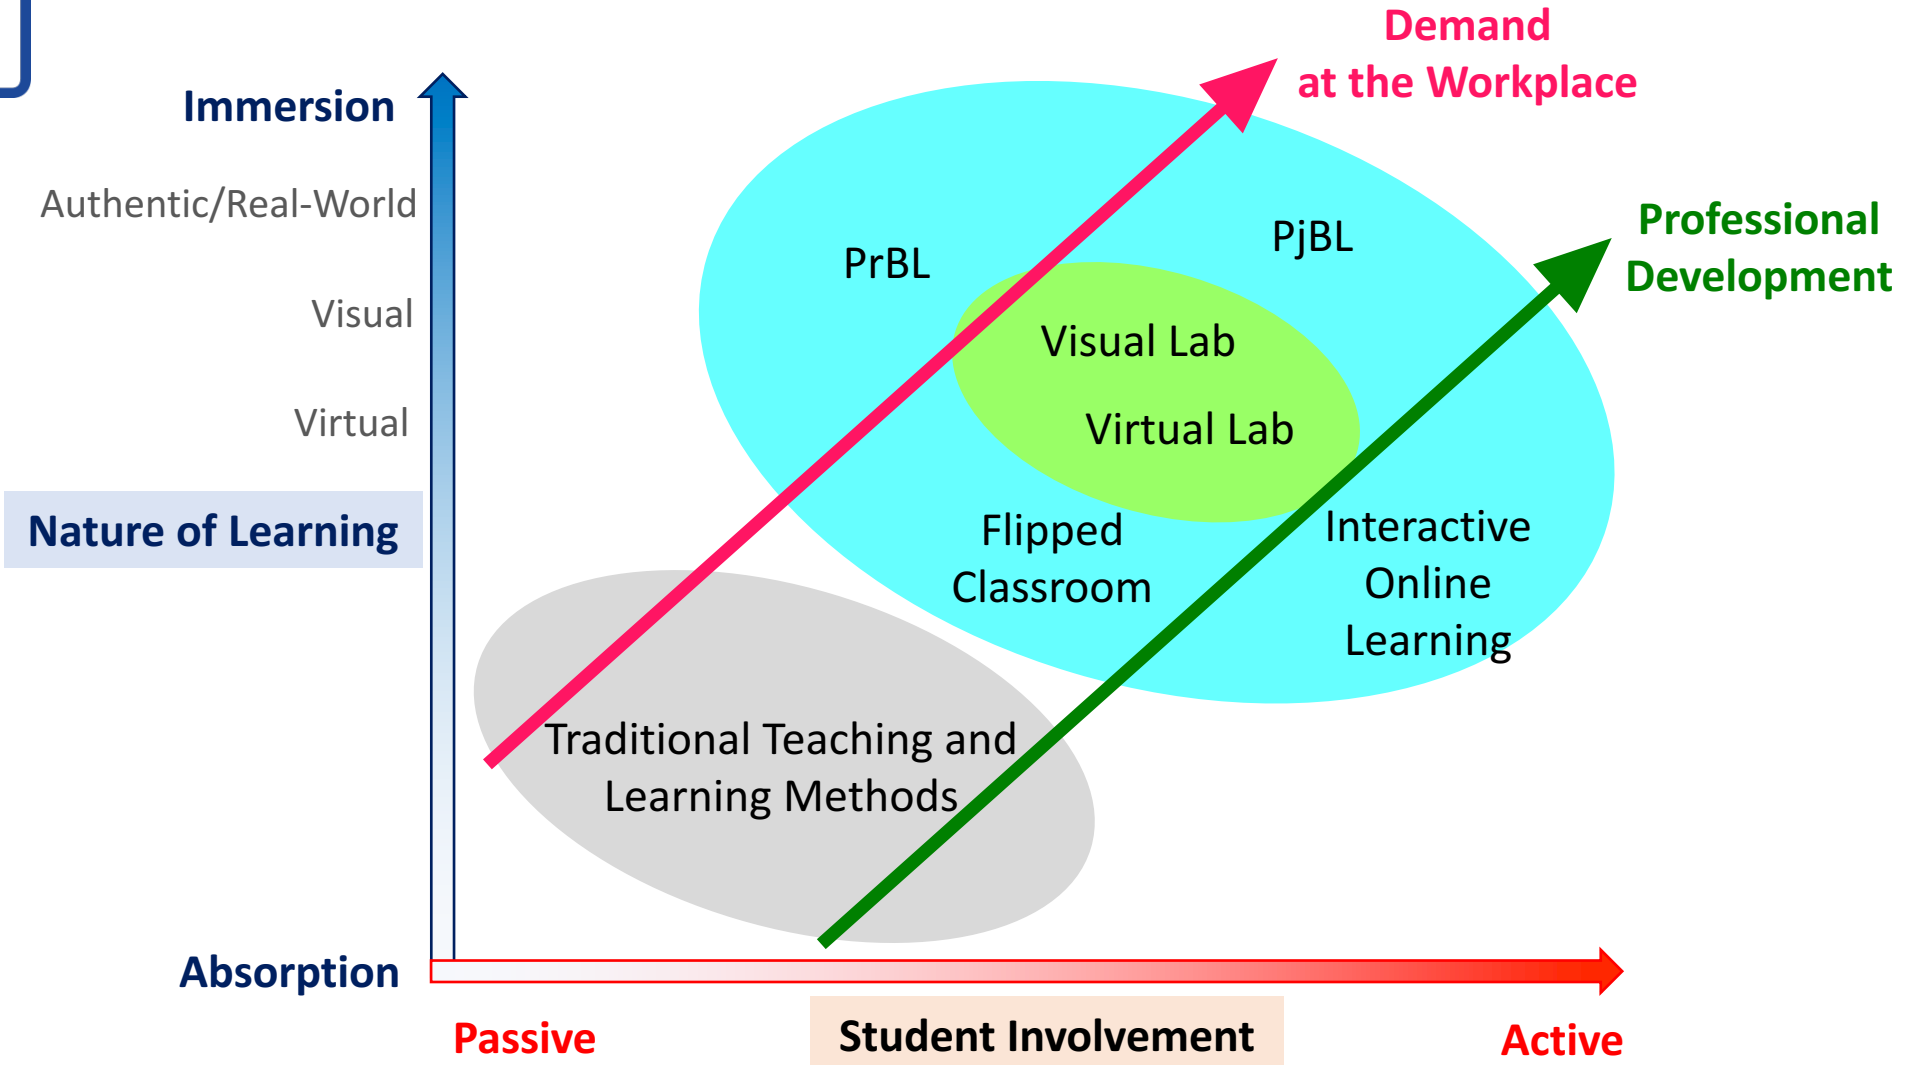 Demand
at the Workplace
Immersion
Authentic/Real-World
Professional
Development
PjBL
PrBL
Visual
Visual Lab
Virtual
Virtual Lab
Nature of Learning
Flipped
Classroom
Interactive
Online
Learning
Traditional Teaching and
Learning Methods
Absorption
Passive
Student Involvement
Active